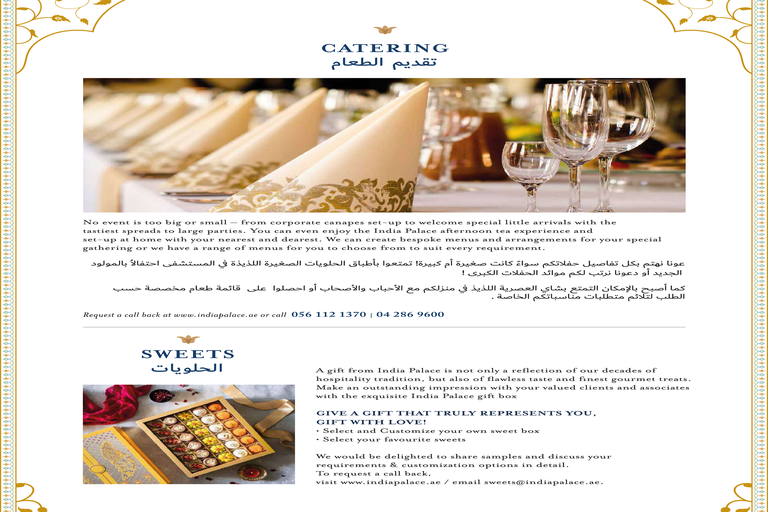 CATERING
تقديم الطعام
No event is too big or small – from corporate canapes set-up to welcome special little arrivals with the
tastiest spreads to large parties. You can even enjoy the India Palace afternoon tea experience and
set-up at home with your nearest and dearest. We can create bespoke menus and arrangements for your special
gathering or we have a range of menus for you to choose from to suit every requirement.
عونا نهتم بكل تفاصيل حفلاتكم سواءً كانت صغيرة أم كبيرة! تمتعوا بأطباق الحلويات الصغيرة اللذيذة في المستشفى احتفالاً بالمولود
الجديد أو دعونا نرتب لكم موائد الحفلات الكبرى !
كما أصبح بالإمكان التمتع بشاي العصرية اللذيذ في منزلكم مع الأحباب والأصحاب أو احصلوا على قائمة طعام مخصصة حسب
الطلب لتلائم متطلبات مناسباتكم الخاصة .
Request a call back at www.indiapalace.ae or call 056 112 1370 | 04 286 9600
SWEETS
الحلويات
A gift from India Palace is not only a reflection of our decades of
hospitality tradition, but also of flawless taste and finest gourmet treats.
Make an outstanding impression with your valued clients and associates
with the exquisite India Palace gift box
GIVE A GIFT THAT TRULY REPRESENTS YOU,
GIFT WITH LOVE!
• Select and Customize your own sweet box
• Select your favourite sweets
We would be delighted to share samples and discuss your
requirements & customization options in detail.
To request a call back.
visit www.indiapalace.ae / email sweets@indiapalace.ae.